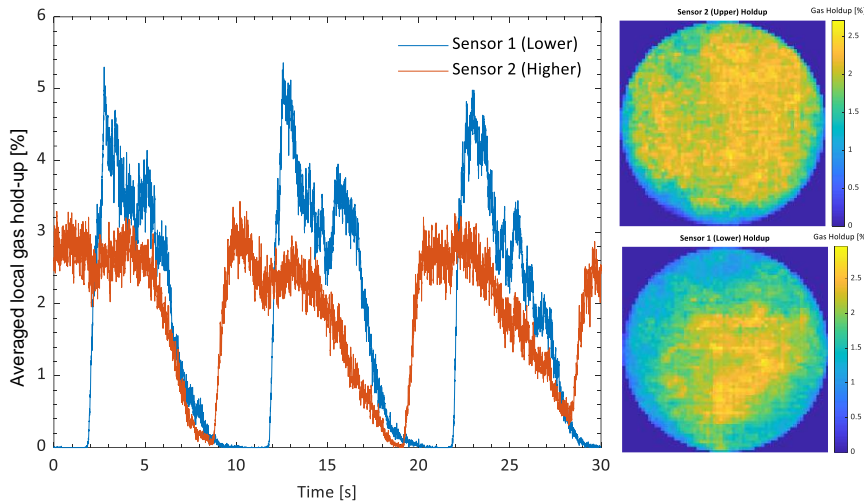 6
5
4
3
2
1
0
Averaged local gas hold-up [%]
Sensor 1 (Lower)
Sensor 2 (Higher)
0 5 10 15 20 25 30
Time [s]
Sensor 2 (Upper) Holdup
Gas Holdup [%]
2.5
2
1.5
1
0.5
0
Sensor 1 (Lower) Holdup
Gas Holdup [%]
2.5
2
1.5
1
0.5
0